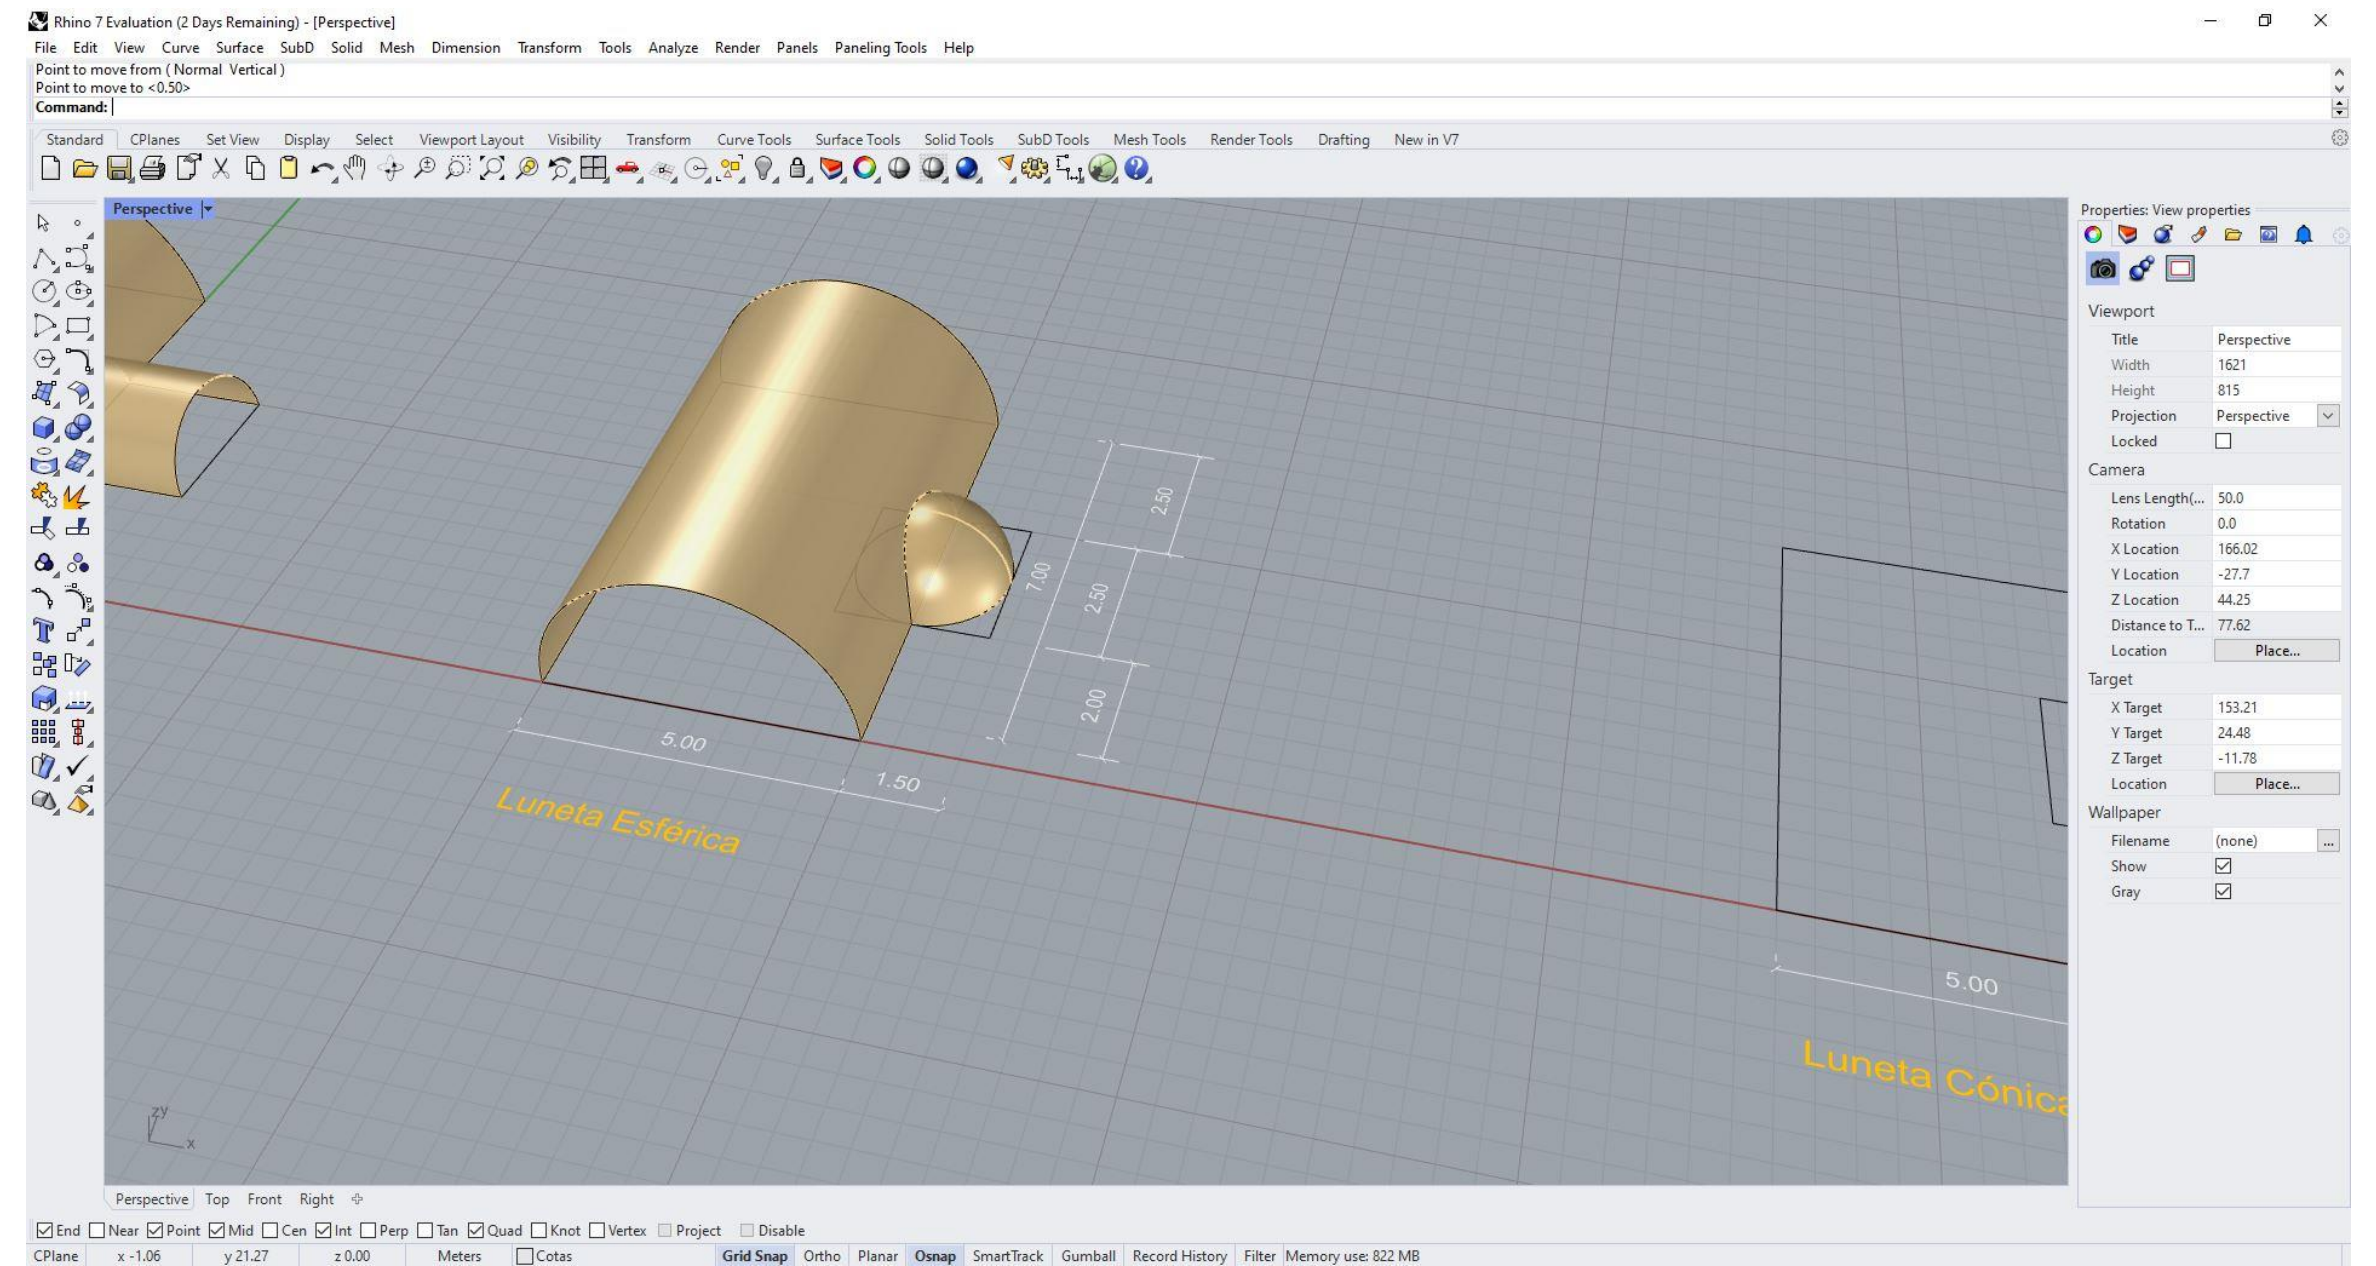 Rhino 7 Evaluation (2 Days Remaining) - [Perspective]
File Edit View Curve Surface SubD Solid Mesh Dimension Transform Tools Analyze Render Panels Paneling Tools Help
Point to move from ( Normal Vertical )
Point to move to <0.50>
Command:
Standard CPlanes Set View Display Select Viewport Layout Visibility Transform Curve Tools Surface Tools Solid Tools SubD Tools Mesh Tools Render Tools Drafting New in V7
Perspective
2.50
7.00
2.50
2.00
5.00
1.50
Luneta Esférica
5.00
Luneta Cónica
z y
x
Properties: View properties
Viewport
Title Perspective
Width 1621
Height 815
Projection Perspective
Locked
Camera
Lens Length(... 50.0
Rotation 0.0
X Location 166.02
Y Location -27.7
Z Location 44.25
Distance to T... 77.62
Location Place...
Target
X Target 153.21
Y Target 24.48
Z Target -11.78
Location Place...
Wallpaper
Filename (none) ...
Show
Gray
Perspective Top Front Right
End Near Point Mid Cen Int Perp Tan Quad Knot Vertex Project Disable
CPlane x -1.06 y 21.27 z 0.00 Meters Cotas Grid Snap Ortho Planar Osnap SmartTrack Gumball Record History Filter Memory use: 822 MB